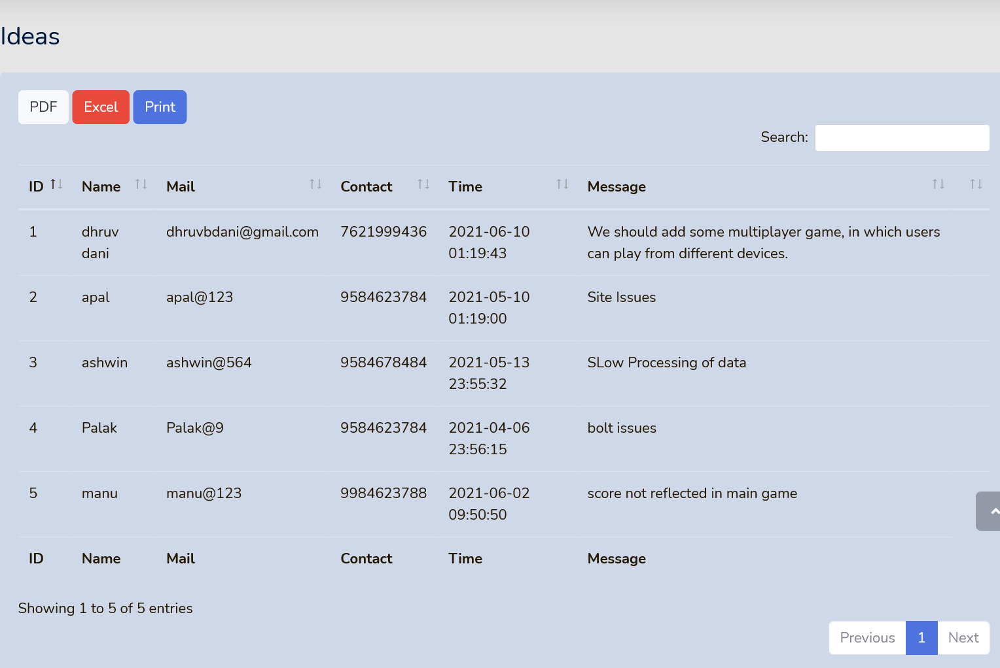 Ideas
PDF Excel Print
Search:
ID Name Mail Contact Time Message
1 dhruv dhruvbdani@gmail.com 7621999436 2021-06-10 We should add some multiplayer game, in which users
dani 01:19:43 can play from different devices.
2 apal apal@123 9584623784 2021-05-10 Site Issues
01:19:00
3 ashwin ashwin@564 9584678484 2021-05-13 SLow Processing of data
23:55:32
4 Palak Palak@9 9584623784 2021-04-06 bolt issues
23:56:15
5 manu manu@123 9984623788 2021-06-02 score not reflected in main game
09:50:50
ID Name Mail Contact Time Message
Showing 1 to 5 of 5 entries
Previous 1 Next